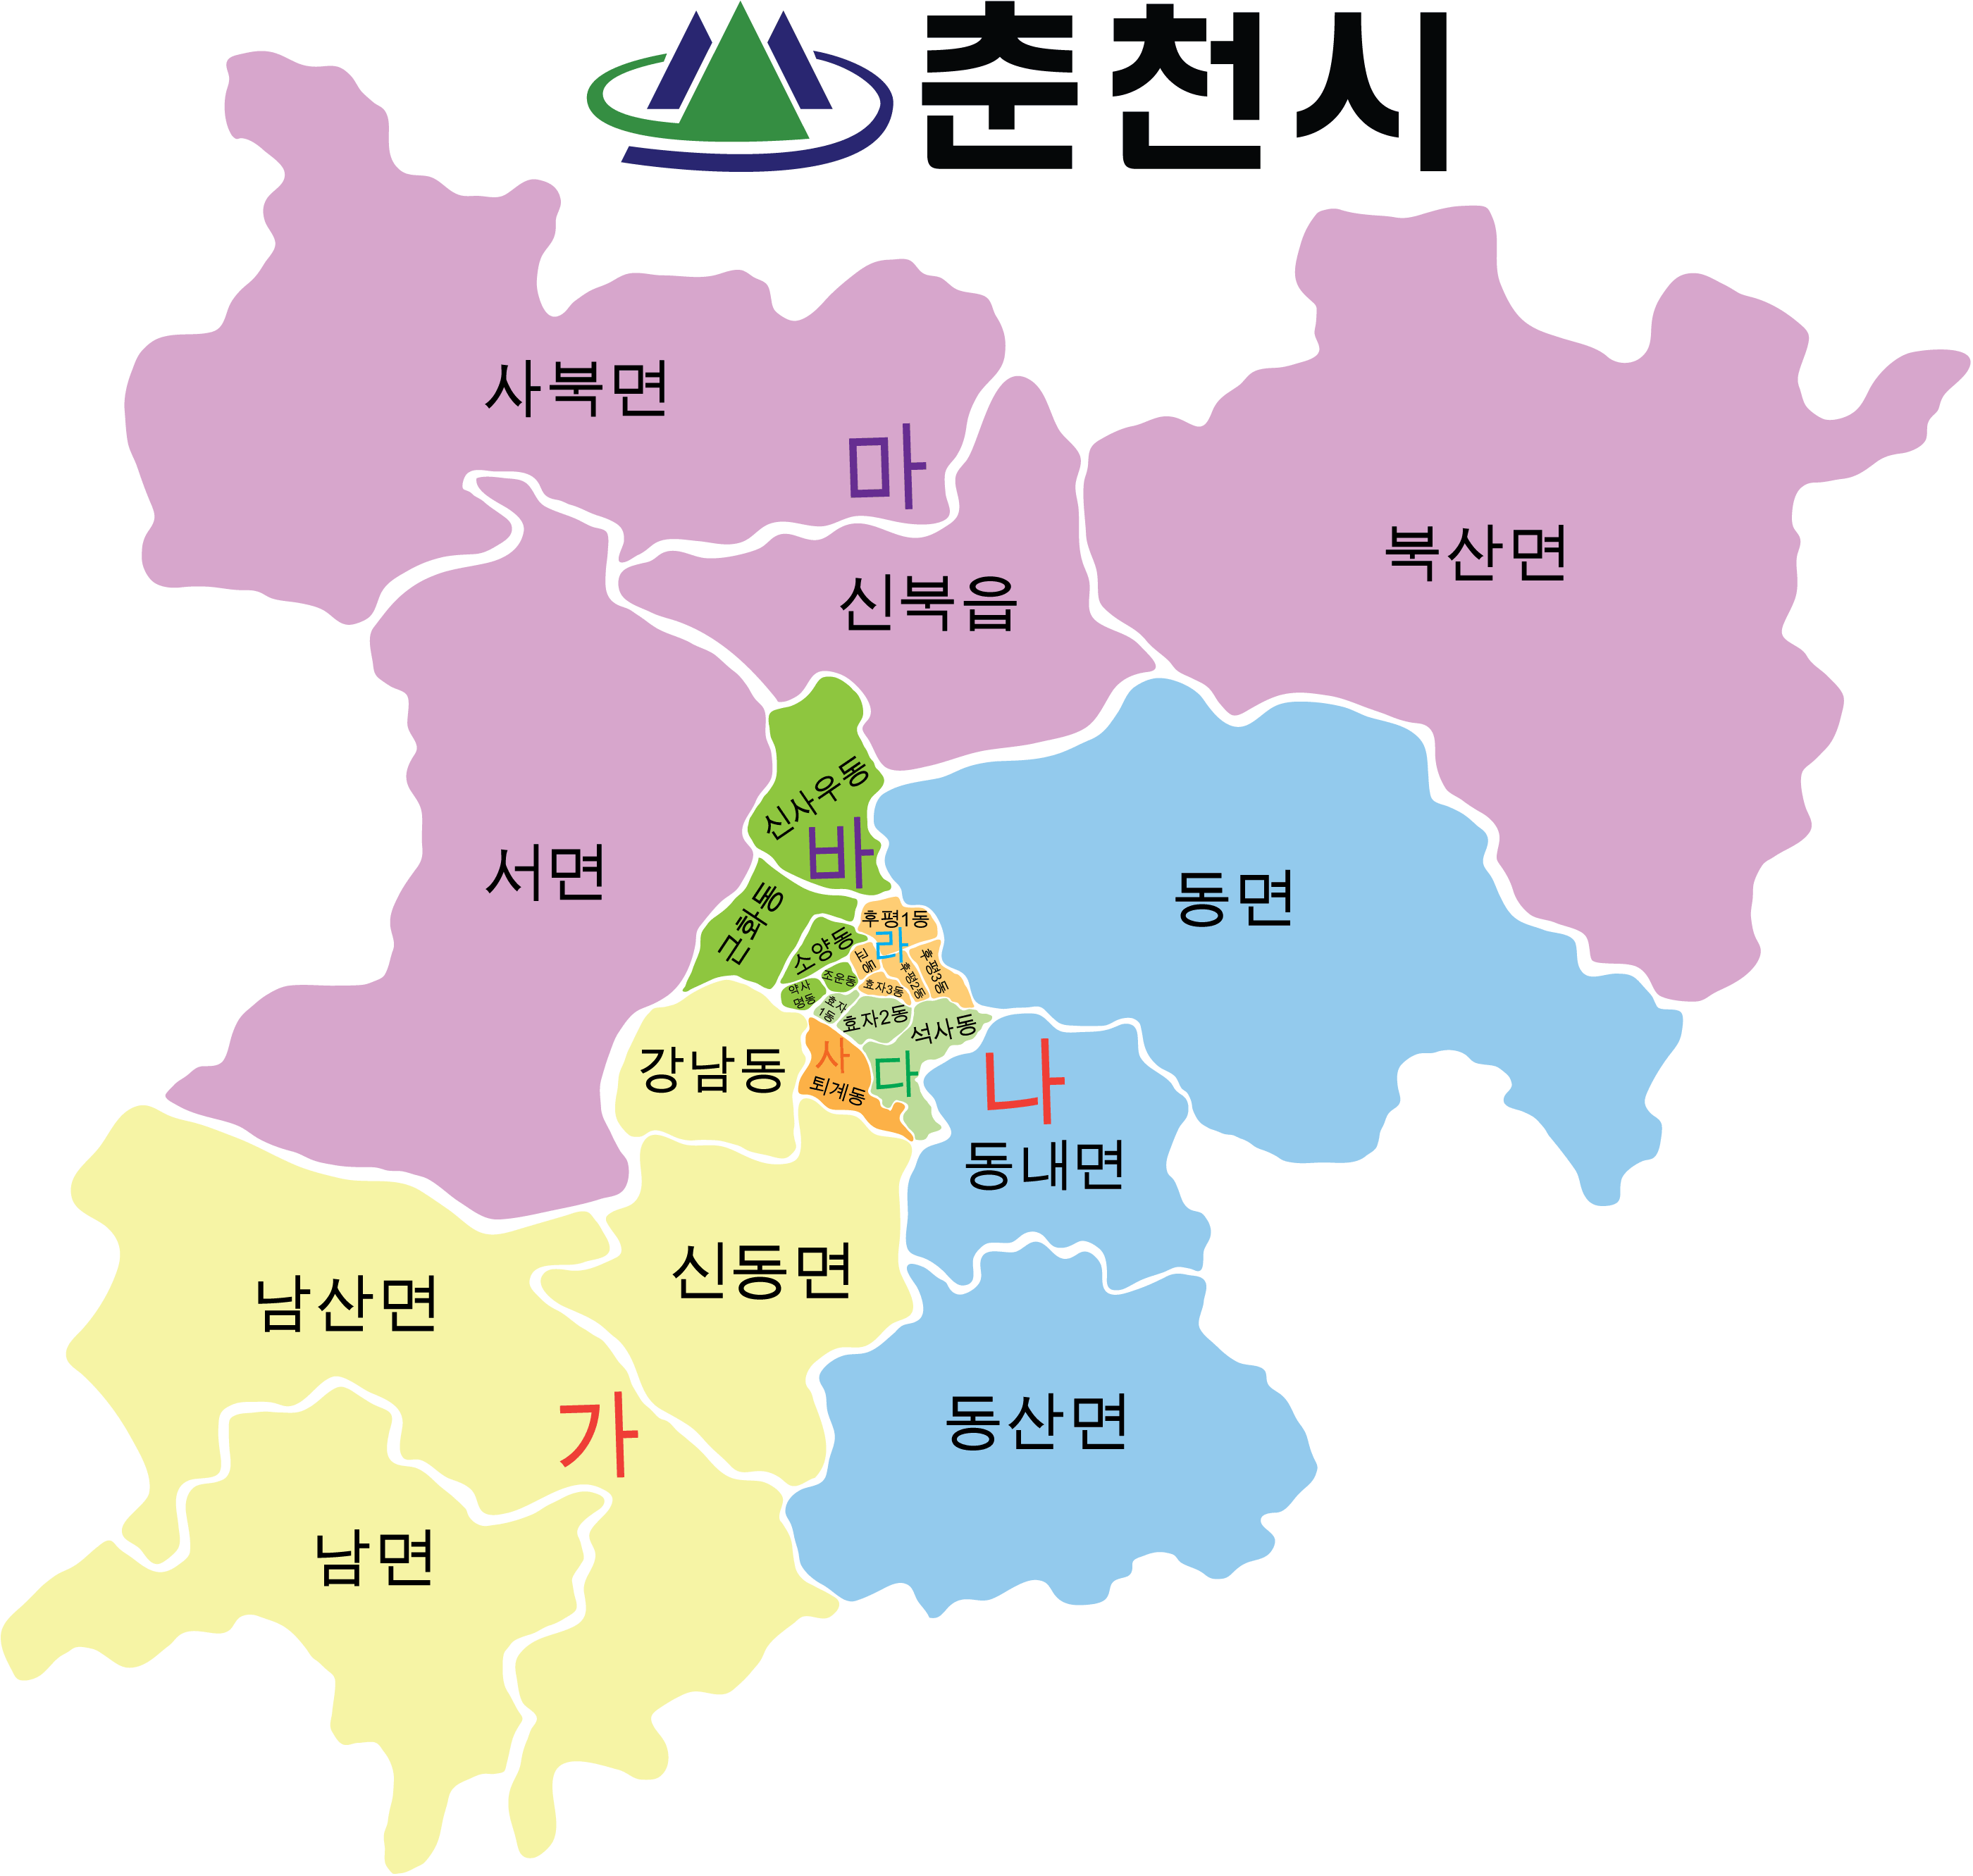 춘천시
사북면
마
북산면
신북읍
신사우동
바
서면
동면
근화동
소양동
후평1동
라
교동
후평2동
후평3동
조운동
약사
명동
효자3동
효자
1동
효자2동
석사동
강남동
사
퇴계동
다
나
동내면
신동면
남산면
가
동산면
남면